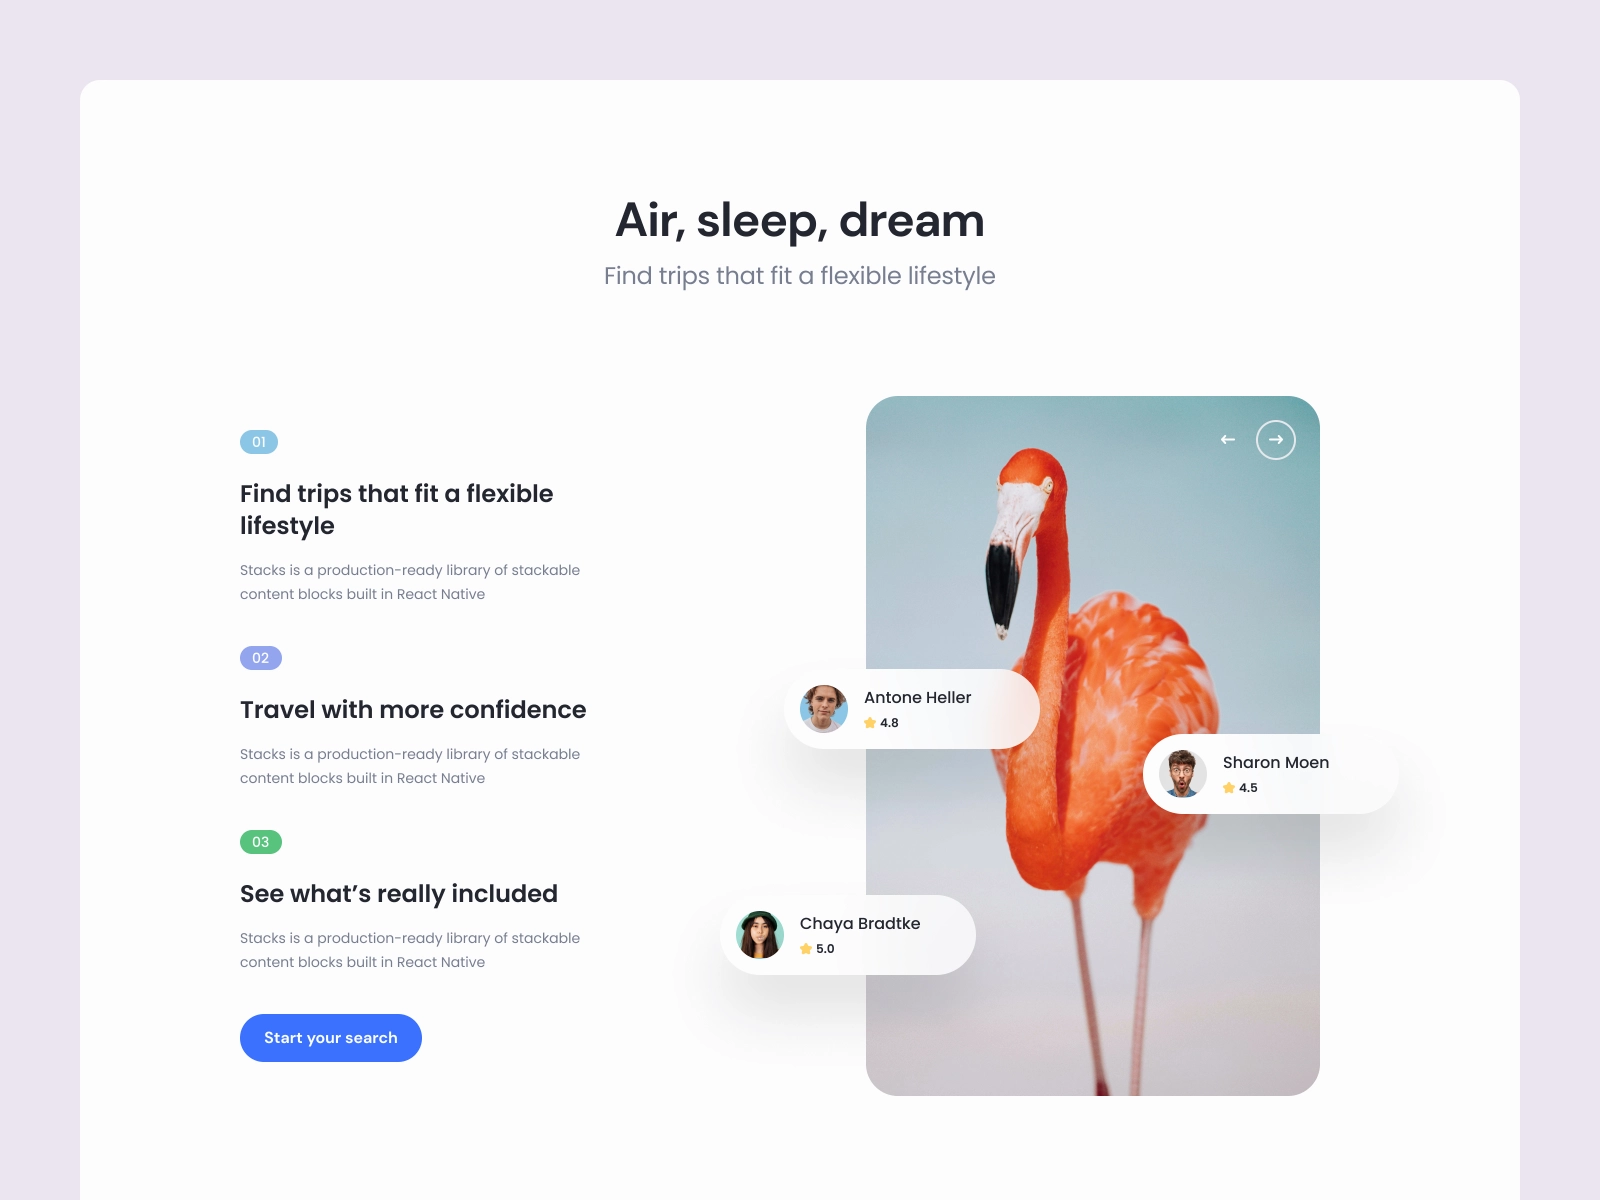 Air, sleep, dream
Find trips that fit a flexible lifestyle
01
Find trips that fit a flexible
lifestyle
Stacks is a production-ready library of stackable
content blocks built in React Native
02
Travel with more confidence
Stacks is a production-ready library of stackable
content blocks built in React Native
03
See what’s really included
Stacks is a production-ready library of stackable
content blocks built in React Native
Start your search
Antone Heller
4.8
Sharon Moen
4.5
Chaya Bradtke
5.0